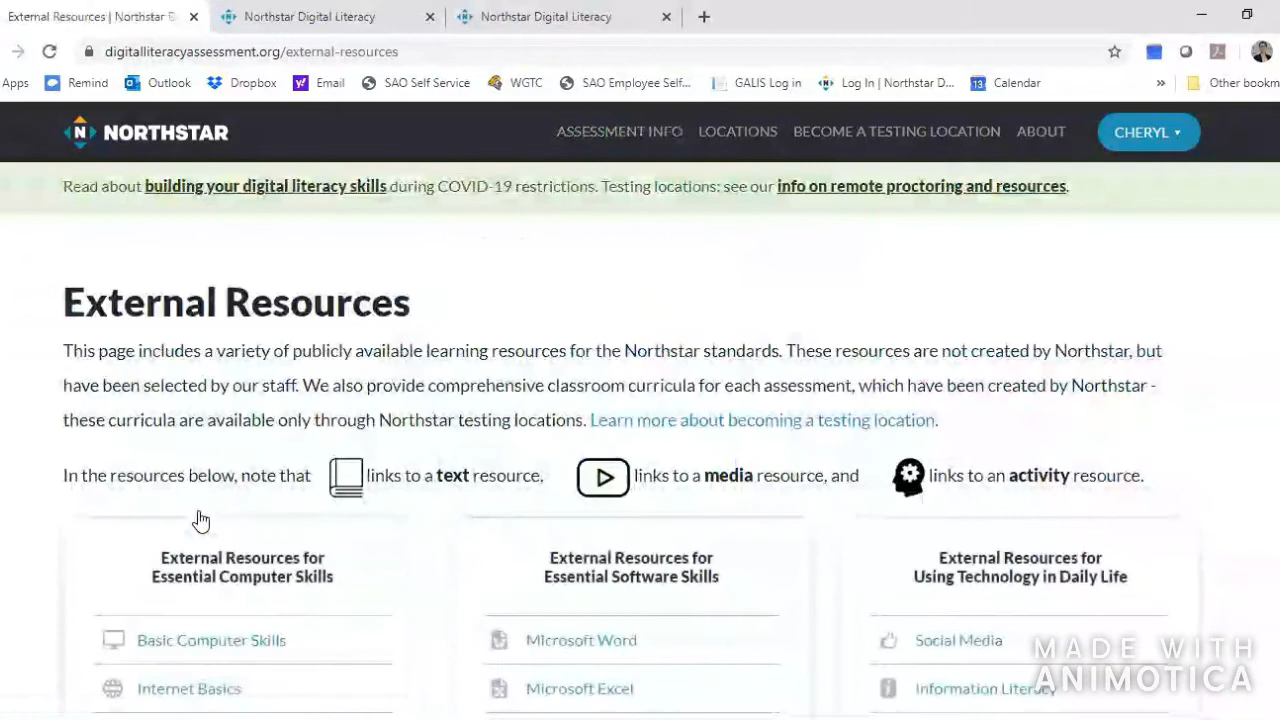 External Resources | Northstar
Northstar Digital Literacy
Northstar Digital Literacy
digitalliteracyassessment.org/external-resources
Apps Remind Outlook Dropbox Email SAO Self Service WGTC SAO Employee Self... GALIS Log in Log In | Northstar D... 13 Calendar » Other bookm
N NORTHSTAR ASSESSMENT INFO LOCATIONS BECOME A TESTING LOCATION ABOUT CHERYL
Read about building your digital literacy skills during COVID-19 restrictions. Testing locations: see our info on remote proctoring and resources.
External Resources
This page includes a variety of publicly available learning resources for the Northstar standards. These resources are not created by Northstar, but
have been selected by our staff. We also provide comprehensive classroom curricula for each assessment, which have been created by Northstar -
these curricula are available only through Northstar testing locations. Learn more about becoming a testing location.
In the resources below, note that links to a text resource, links to a media resource, and links to an activity resource.
External Resources for
Essential Computer Skills
Basic Computer Skills
Internet Basics
External Resources for
Essential Software Skills
Microsoft Word
Microsoft Excel
External Resources for
Using Technology in Daily Life
Social Media
Information Literacy
MADE WITH
ANIMOTICA